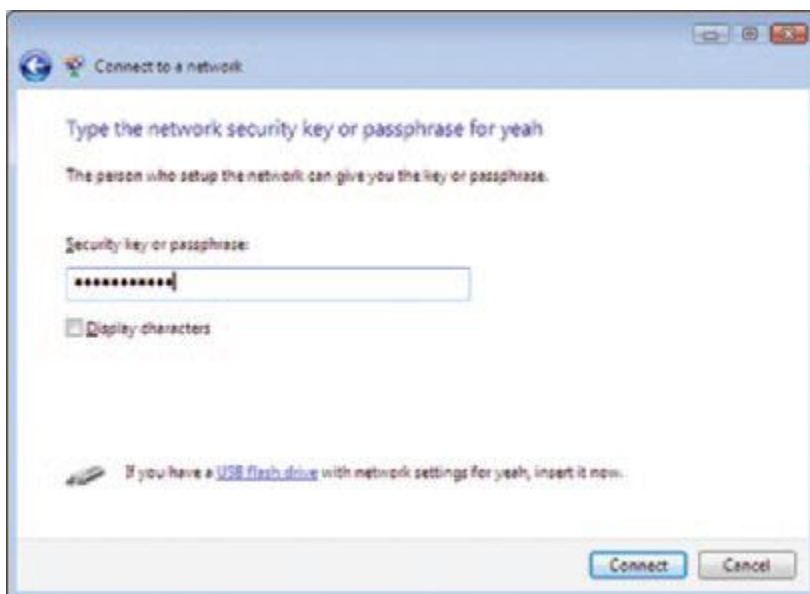 Connect to a network
Type the network security key or passphrase for yeah
The person who setup the network can give you the key or passphrase.
Security key or passphrase:
•••••••••••
Display characters
If you have a USB flash drive with network settings for yeah, insert it now.
Connect Cancel